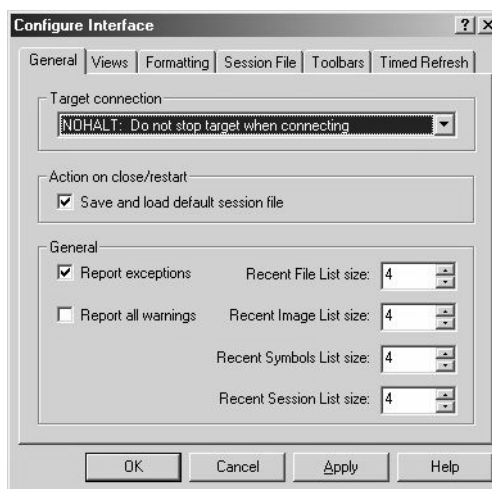 Configure Interface
General Views Formatting Session File Toolbars Timed Refresh
Target connection
NOHALT: Do not stop target when connecting
Action on close/restart
Save and load default session file
General
Report exceptions Recent File List size: 4
Report all warnings Recent Image List size: 4
Recent Symbols List size: 4
Recent Session List size: 4
OK Cancel Apply Help